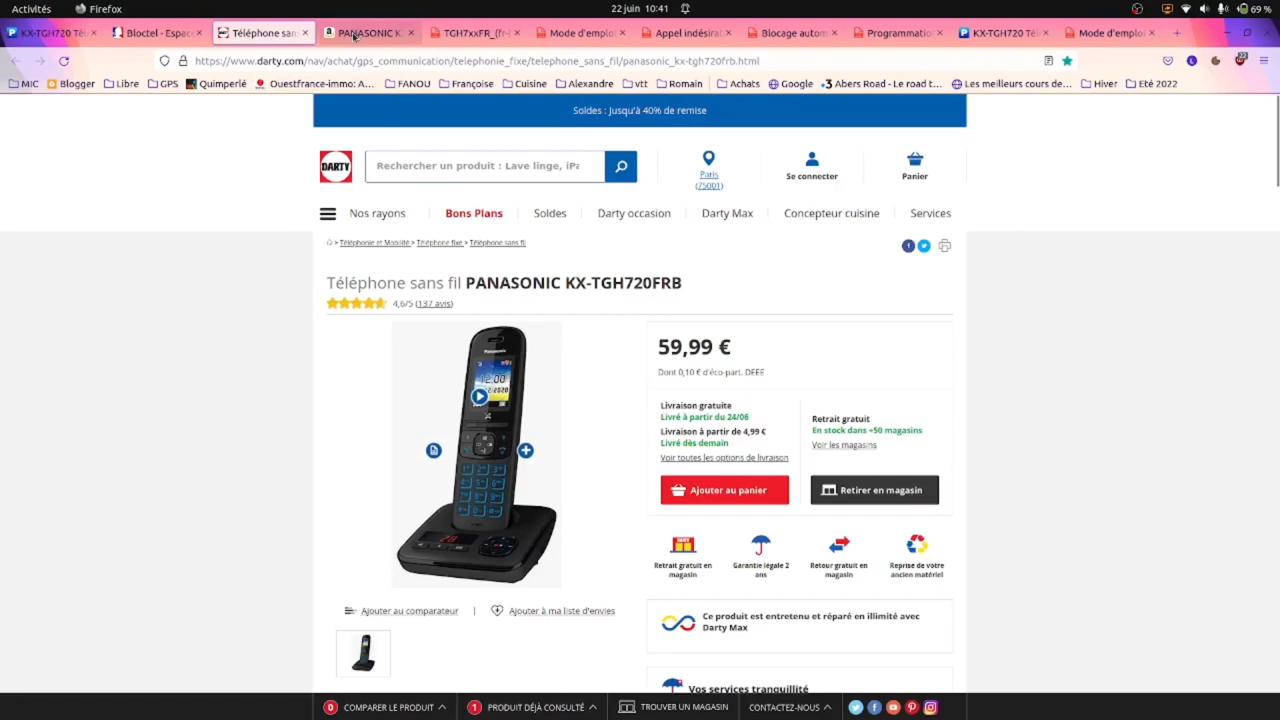 Activités
Firefox
22 juin 10:41
69 %
KX-TGH720 Tél
Bloctel - Espace
Téléphone sans
PANASONIC K
TGH7xxFR_(fr-
Mode d'emplo
Appel indésirab
Blocage autom
Programmatio
KX-TGH720 Tél
Mode d'emplo
https://www.darty.com/nav/achat/gps_communication/telephonie_fixe/telephone_sans_fil/panasonic_kx-tgh720frb.html
MIC
Blogger
Libre
GPS
Quimperlé
Ouestfrance-immo: A...
FANOU
Françoise
Cuisine
Alexandre
vtt
Romain
Achats
Google
Abers Road - Le road t...
Les meilleurs cours d...
Hiver
Eté 2022
Soldes : Jusqu'à 40% de remise
DARTY
Rechercher un produit : Lave linge, iPa
Paris
(75001)
Se connecter
Panier
Nos rayons
Bons Plans
Soldes
Darty occasion
Darty Max
Concepteur cuisine
Services
> Téléphonie et Mobilité > Téléphone fixe > Téléphone sans fil
Téléphone sans fil PANASONIC KX-TGH720FRB
4,6/5 (137 avis)
Panasonic
12:00
59,99 €
Dont 0,10 € d'éco-part. DEEE
Livraison gratuite
Livré à partir du 24/06
Livraison à partir de 4,99 €
Livré dès demain
Voir toutes les options de livraison
Retrait gratuit
En stock dans +50 magasins
Voir les magasins
Ajouter au panier
Retirer en magasin
Retrait gratuit en
magasin
Garantie légale 2
ans
Retour gratuit en
magasin
Reprise de votre
ancien matériel
Ajouter au comparateur
|
Ajouter à ma liste d'envies
Ce produit est entretenu et réparé en illimité avec
Darty Max
Vos services tranquillité
0 COMPARER LE PRODUIT
1 PRODUIT DÉJÀ CONSULTÉ
TROUVER UN MAGASIN
CONTACTEZ-NOUS